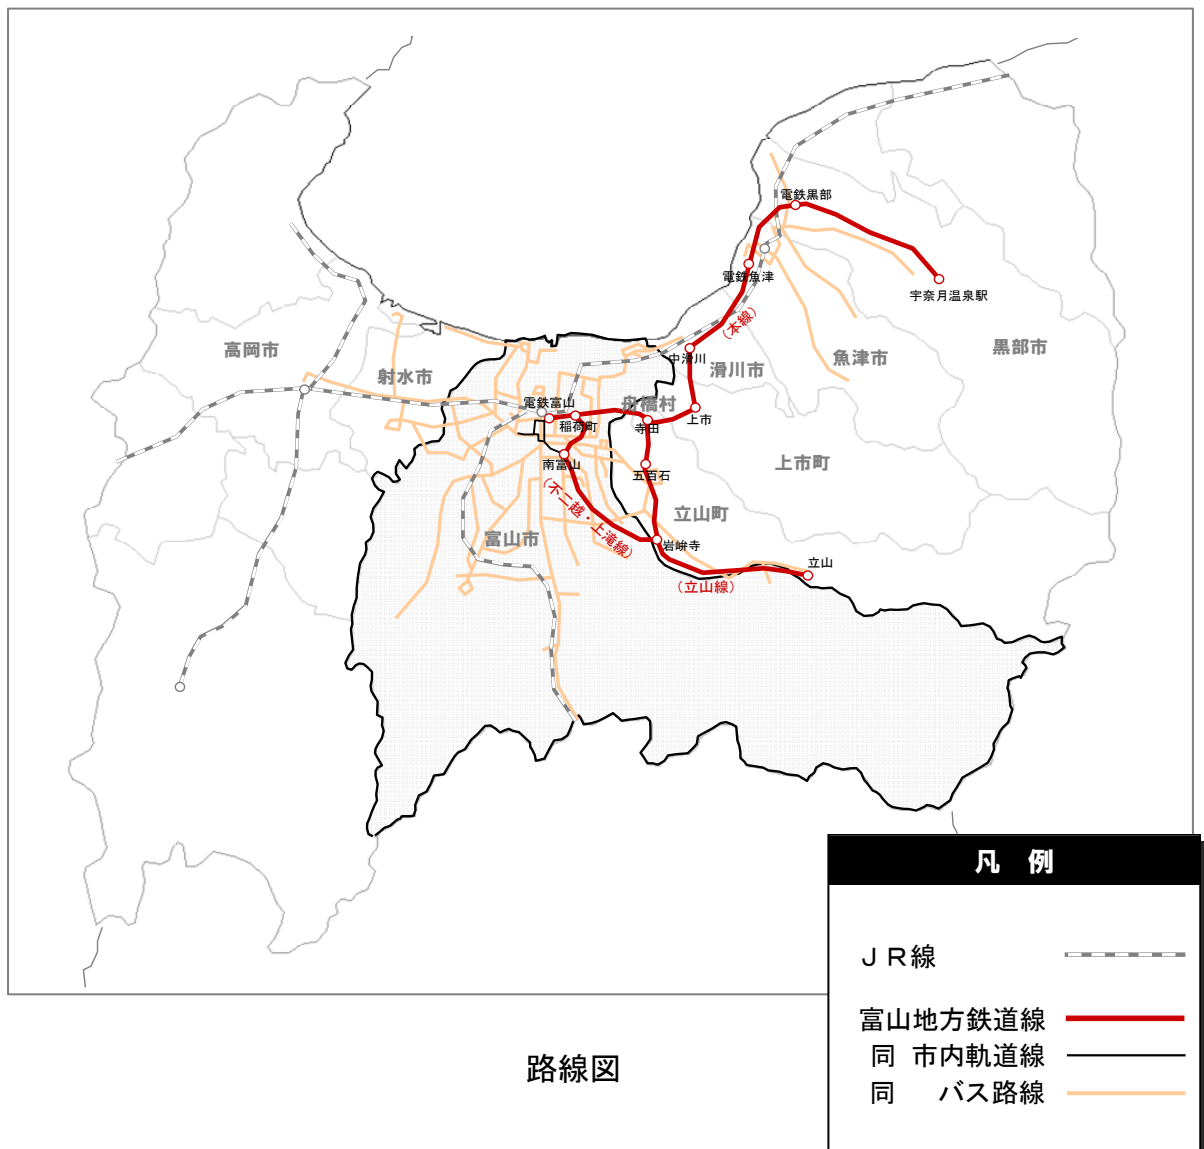 電鉄黒部
電鉄魚津
宇奈月温泉駅
(本線)
黒部市
高岡市
中滑川
魚津市
滑川市
射水市
電鉄富山
舟橋村
上市
稲荷町
寺田
南富山
上市町
五百石
(不二越・上滝線)
立山町
富山市
岩峅寺
立山
(立山線)
凡 例
JR線
富山地方鉄道線
同 市内軌道線
同 バス路線
路線図